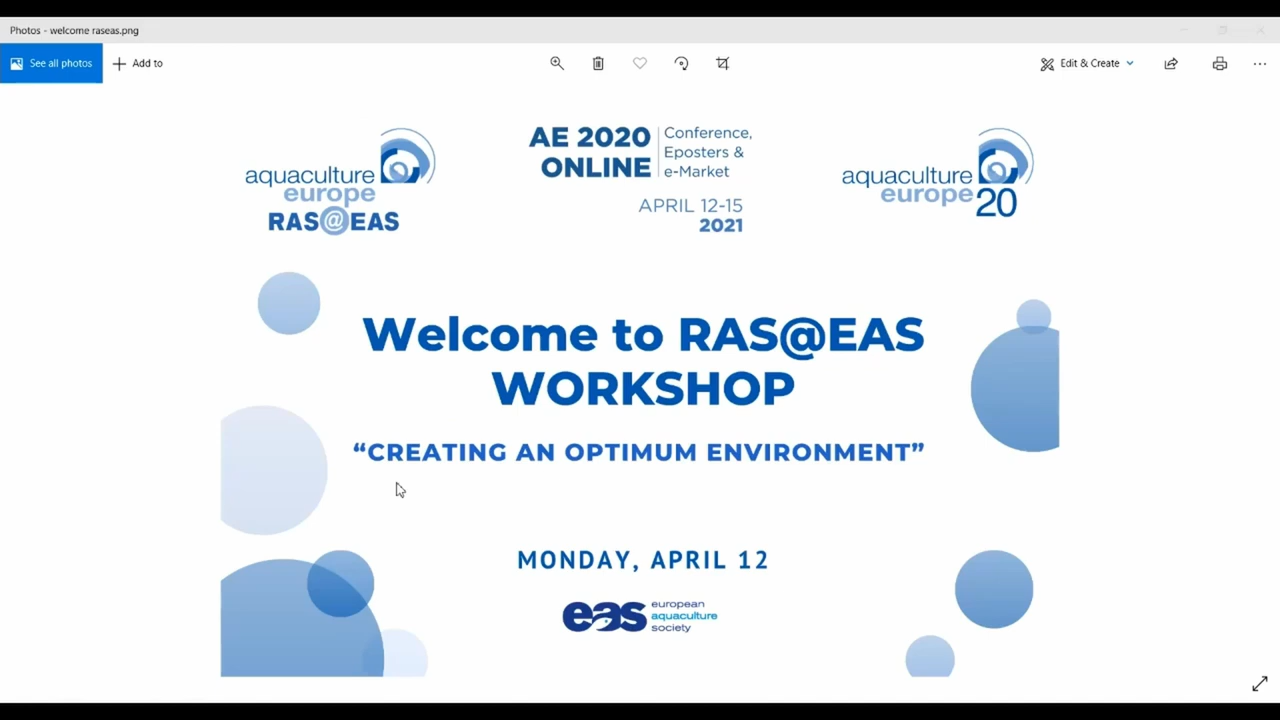 Photos - welcome raseas.png
See all photos
Add to
Edit & Create
aquaculture
europe
RAS@EAS
AE 2020
ONLINE
Conference,
Eposters &
e-Market
APRIL 12-15
2021
aquaculture
europe
20
Welcome to RAS@EAS
WORKSHOP
“CREATING AN OPTIMUM ENVIRONMENT”
MONDAY, APRIL 12
eas
european
aquaculture
society